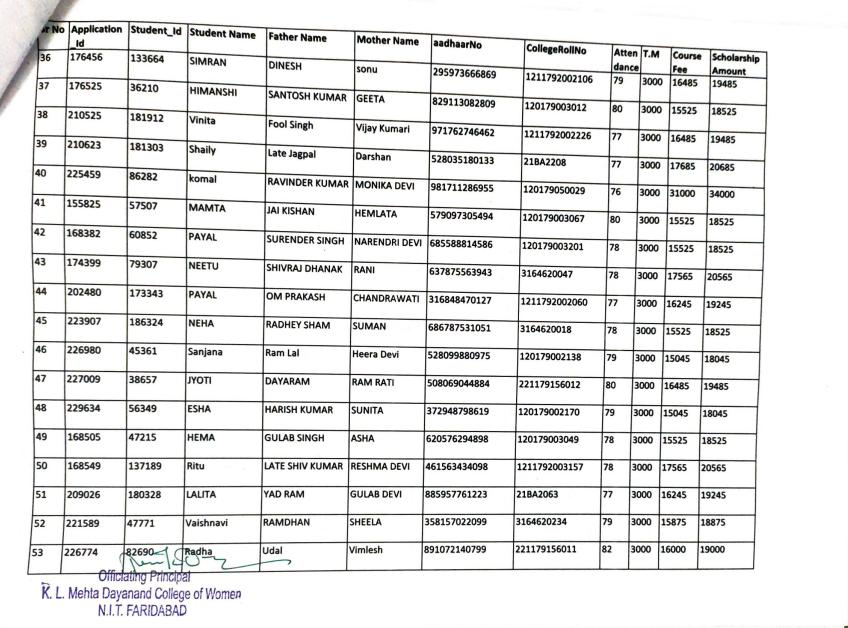 r No Application_Id Student_Id Student Name Father Name Mother Name aadhaarNo CollegeRollNo Attendance T.M Course Fee Scholarship Amount
36 176456 133664 SIMRAN DINESH sonu 295973666869 1211792002106 79 3000 16485 19485
37 176525 36210 HIMANSHI SANTOSH KUMAR GEETA 829113082809 120179003012 80 3000 15525 18525
38 210525 181912 Vinita Fool Singh Vijay Kumari 971762746462 1211792002226 77 3000 16485 19485
39 210623 181303 Shaily Late Jagpal Darshan 528035180133 21BA2208 77 3000 17685 20685
40 225459 86282 komal RAVINDER KUMAR MONIKA DEVI 981711286955 120179050029 76 3000 31000 34000
41 155825 57507 MAMTA JAI KISHAN HEMLATA 579097305494 120179003067 80 3000 15525 18525
42 168382 60852 PAYAL SURENDER SINGH NARENDRI DEVI 685588814586 120179003201 78 3000 15525 18525
43 174399 79307 NEETU SHIVRAJ DHANAK RANI 637875563943 3164620047 78 3000 17565 20565
44 202480 173343 PAYAL OM PRAKASH CHANDRAWATI 316848470127 1211792002060 77 3000 16245 19245
45 223907 186324 NEHA RADHEY SHAM SUMAN 686787531051 3164620018 78 3000 15525 18525
46 226980 45361 Sanjana Ram Lal Heera Devi 528099880975 120179002138 79 3000 15045 18045
47 227009 38657 JYOTI DAYARAM RAM RATI 508069044884 221179156012 80 3000 16485 19485
48 229634 56349 ESHA HARISH KUMAR SUNITA 372948798619 120179002170 79 3000 15045 18045
49 168505 47215 HEMA GULAB SINGH ASHA 620576294898 120179003049 78 3000 15525 18525
50 168549 137189 Ritu LATE SHIV KUMAR RESHMA DEVI 461563434098 1211792003157 78 3000 17565 20565
51 209026 180328 LALITA YAD RAM GULAB DEVI 885957761223 21BA2063 77 3000 16245 19245
52 221589 47771 Vaishnavi RAMDHAN SHEELA 358157022099 3164620234 79 3000 15875 18875
53 226774 82690 Radha Udal Vimlesh 891072140799 221179156011 82 3000 16000 19000
Officiating Principal
K. L. Mehta Dayanand College of Women
N.I.T. FARIDABAD